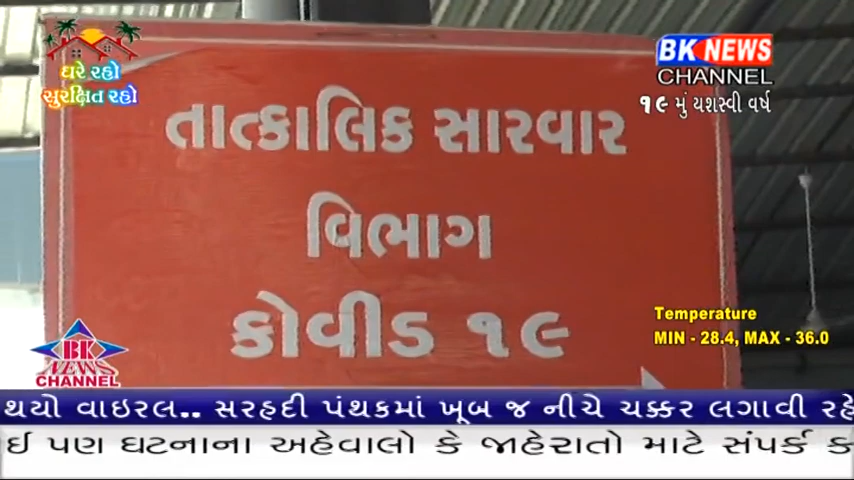 ઘરે રહો
સુરક્ષિત રહો
BK NEWS
CHANNEL
૧૯ મું યશસ્વી વર્ષ
તાત્કાલિક સારવાર
વિભાગ
કોવીડ ૧૯
Temperature
MIN - 28.4, MAX - 36.0
BK
NEWS
CHANNEL
થયો વાઇરલ.. સરહદી પંથકમાં ખૂબ જ નીચે ચક્કર લગાવી રહે
ઈ પણ ઘટનાના અહેવાલો કે જાહેરાતો માટે સંપર્ક ક